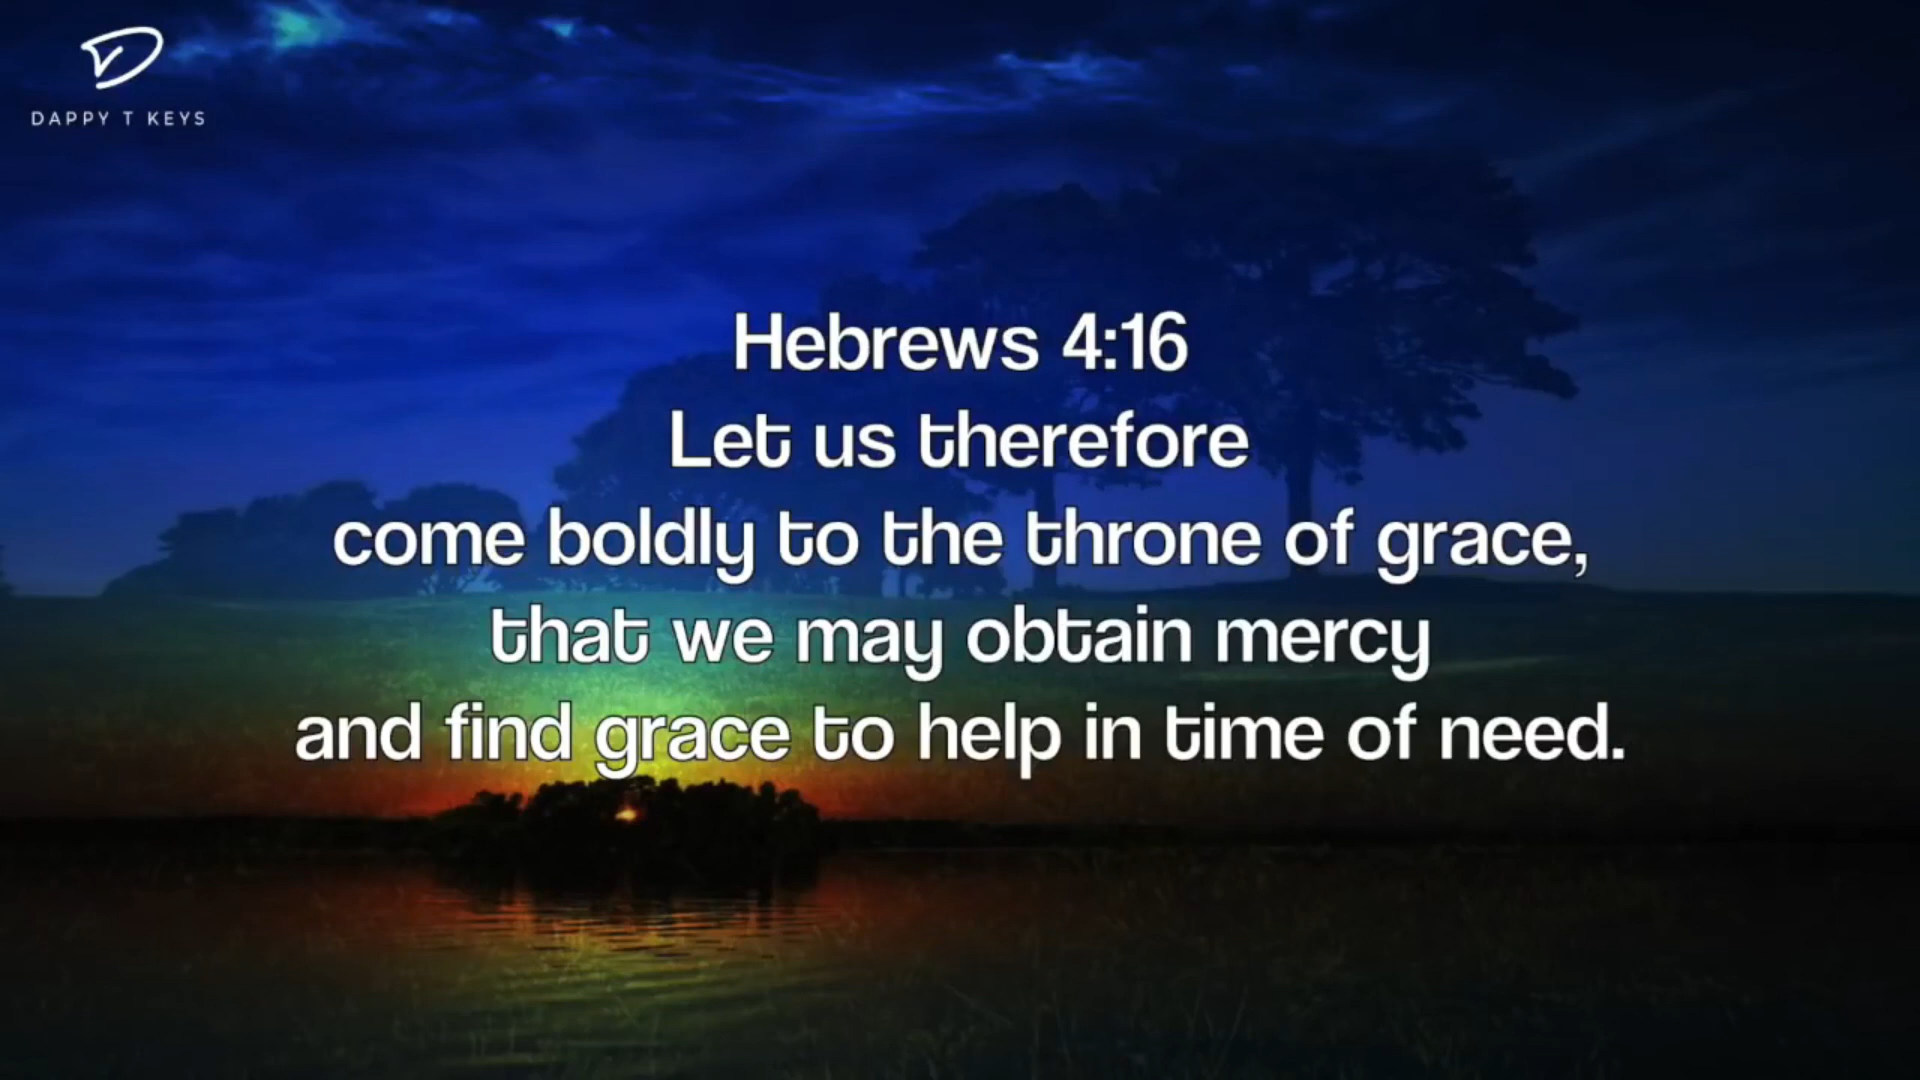 DAPPY T KEYS
Hebrews 4:16
Let us therefore
come boldly to the throne of grace,
that we may obtain mercy
and find grace to help in time of need.